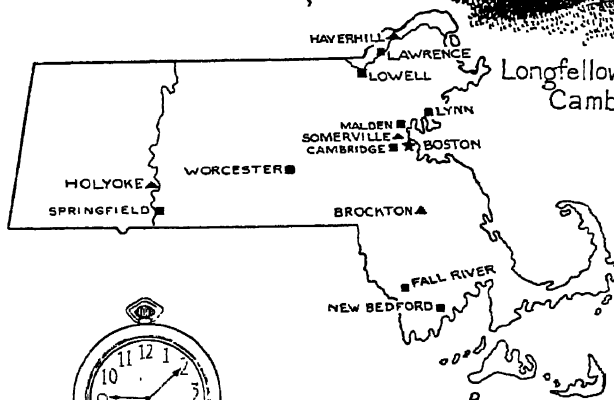 HAVERHILL
LAWRENCE
LOWELL
Longfellow
Camb
LYNN
MALDEN
SOMERVILLE
CAMBRIDGE
BOSTON
WORCESTER
HOLYOKE
SPRINGFIELD
BROCKTON
FALL RIVER
NEW BEDFORD
11 12 1
10 2